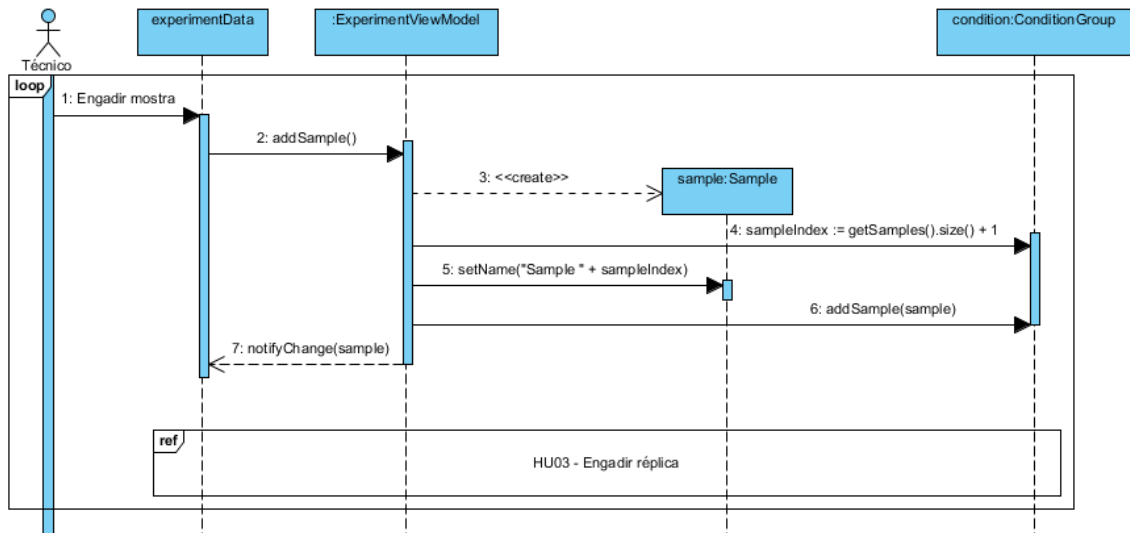 experimentData
:ExperimentViewModel
condition:ConditionGroup
Técnico
loop
1: Engadir mostra
2: addSample()
3: <<create>>
sample:Sample
4: sampleIndex := getSamples().size() + 1
5: setName("Sample " + sampleIndex)
6: addSample(sample)
7: notifyChange(sample)
ref
HU03 - Engadir réplica